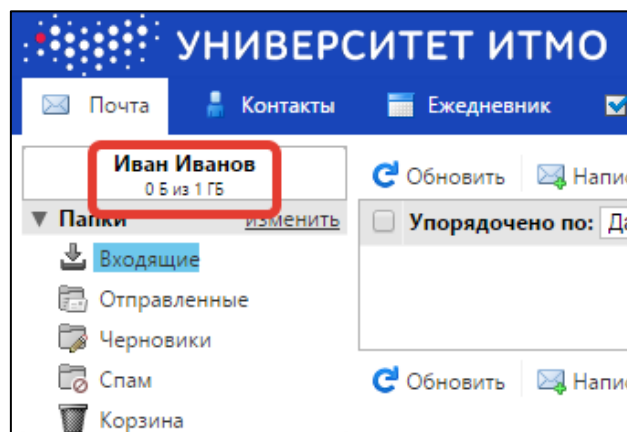 УНИВЕРСИТЕТ ИТМО
Почта Контакты Ежедневник
Иван Иванов
0 Б из 1 ГБ
Обновить
Папки изменить
Упорядочено по:
Входящие
Отправленные
Черновики
Спам
Обновить
Корзина